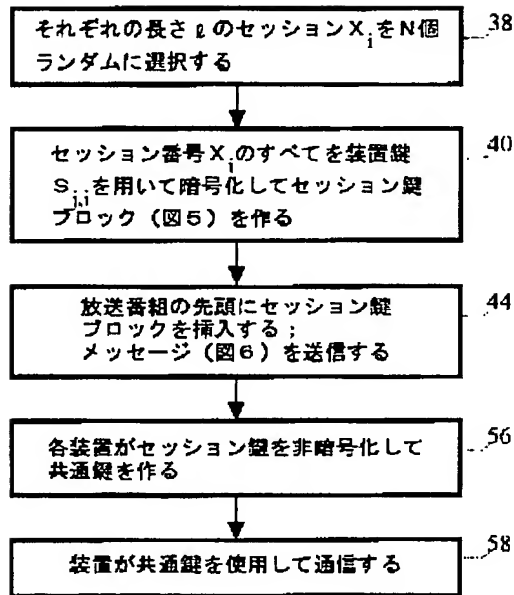 それぞれの長さℓのセッションXiをN個
ランダムに選択する
38
セッション番号Xiのすべてを装置鍵
Sj,iを用いて暗号化してセッション鍵
ブロック(図5)を作る
40
放送番組の先頭にセッション鍵
ブロックを挿入する;
メッセージ(図6)を送信する
44
各装置がセッション鍵を非暗号化して
共通鍵を作る
56
装置が共通鍵を使用して通信する
58